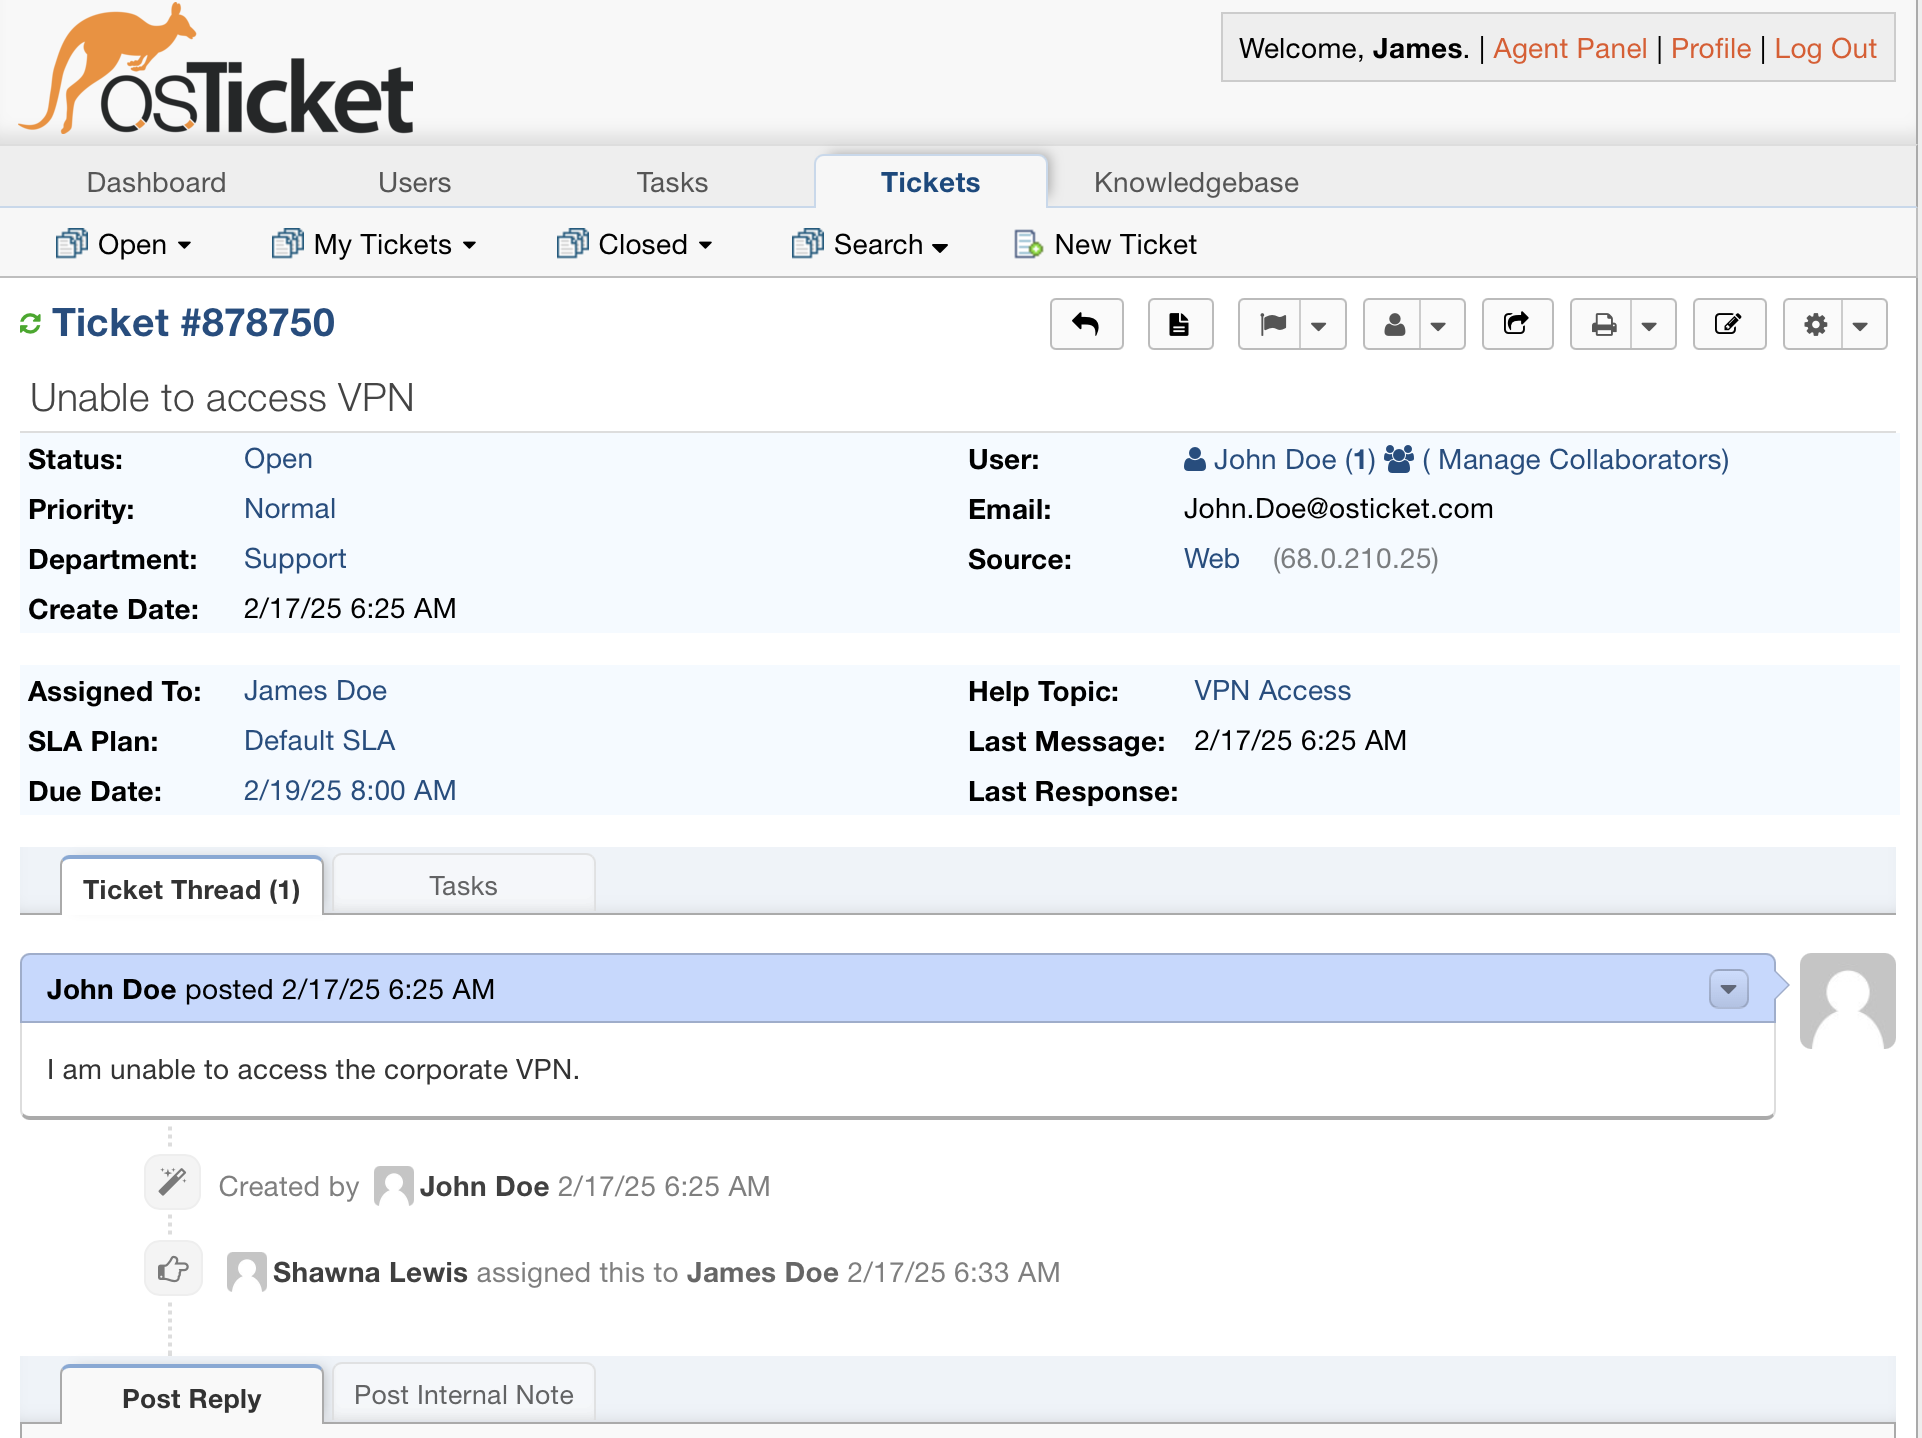 osTicket
Welcome, James. | Agent Panel | Profile | Log Out
Dashboard Users Tasks Tickets Knowledgebase
Open My Tickets Closed Search New Ticket
Ticket #878750
Unable to access VPN
Status: Open User: John Doe (1) ( Manage Collaborators)
Priority: Normal Email: John.Doe@osticket.com
Department: Support Source: Web (68.0.210.25)
Create Date: 2/17/25 6:25 AM
Assigned To: James Doe Help Topic: VPN Access
SLA Plan: Default SLA Last Message: 2/17/25 6:25 AM
Due Date: 2/19/25 8:00 AM Last Response:
Ticket Thread (1) Tasks
John Doe posted 2/17/25 6:25 AM
I am unable to access the corporate VPN.
Created by John Doe 2/17/25 6:25 AM
Shawna Lewis assigned this to James Doe 2/17/25 6:33 AM
Post Reply Post Internal Note